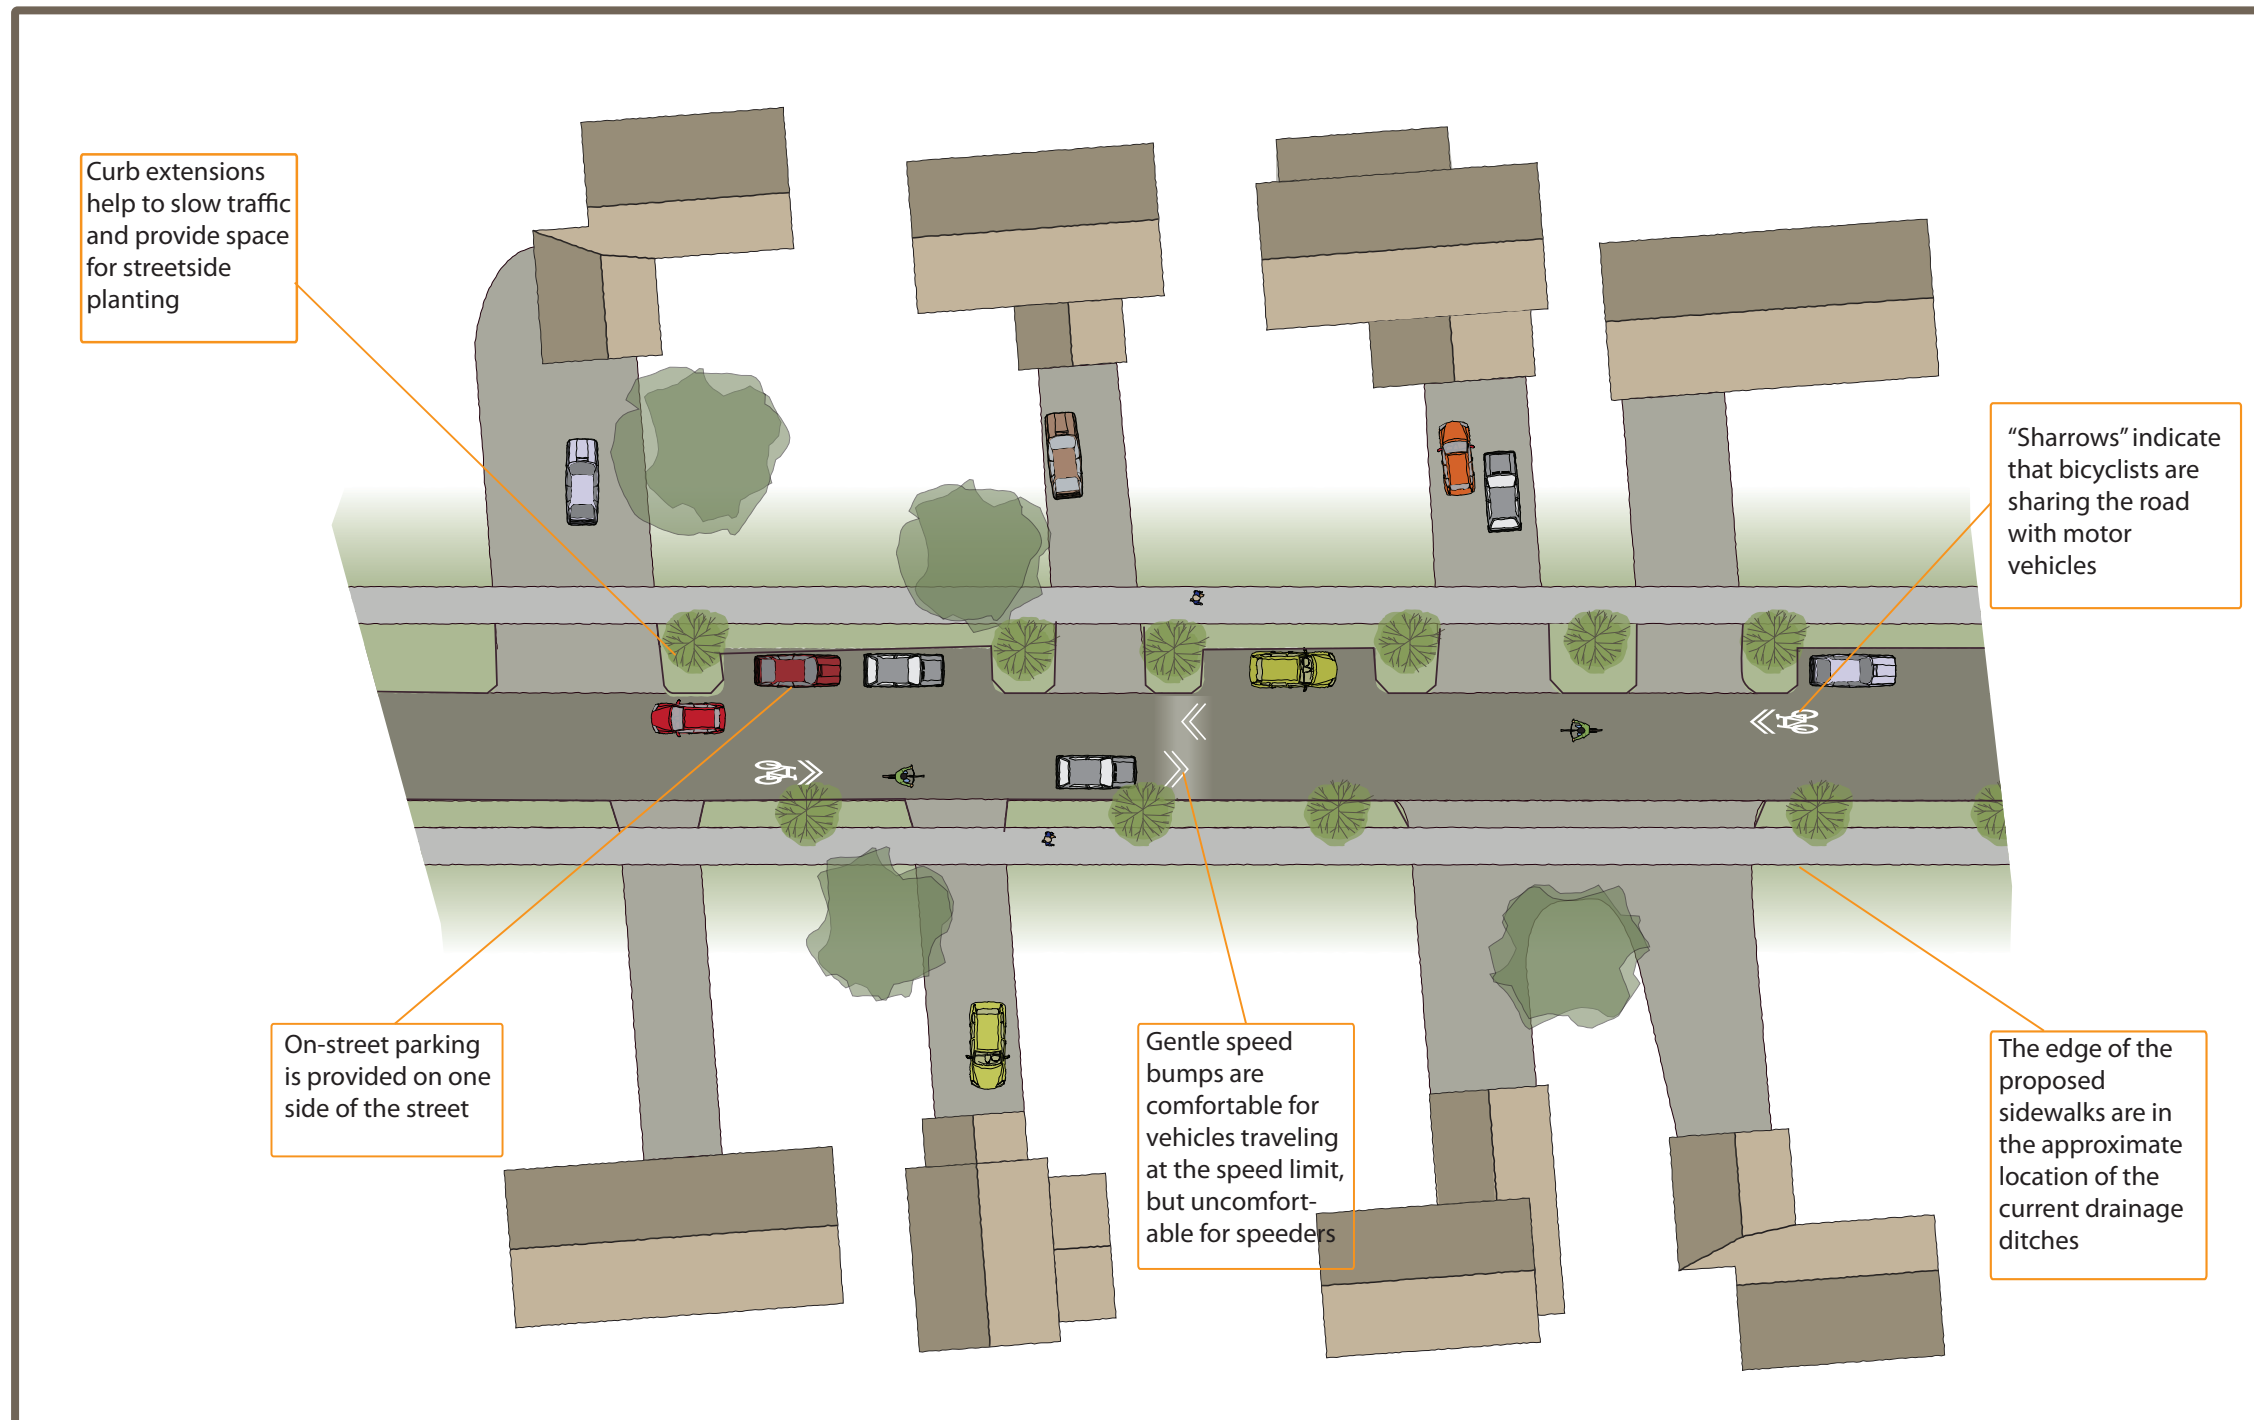 Curb extensions
help to slow traffic
and provide space
for streetside
planting
“Sharrows” indicate
that bicyclists are
sharing the road
with motor
vehicles
On-street parking
is provided on one
side of the street
Gentle speed
bumps are
comfortable for
vehicles traveling
at the speed limit,
but uncomfort-
able for speeders
The edge of the
proposed
sidewalks are in
the approximate
location of the
current drainage
ditches